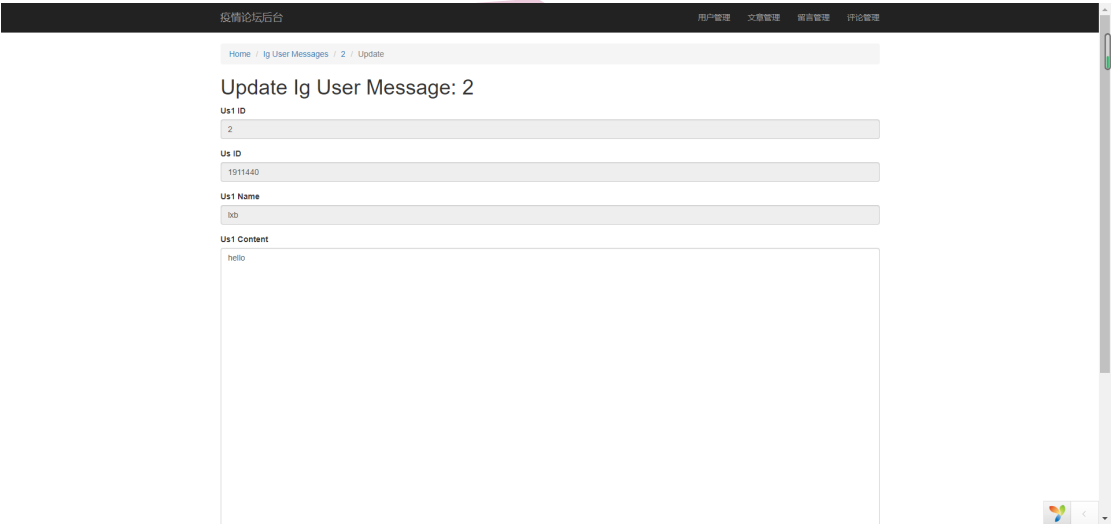 疫情论坛后台 用户管理 文章管理 留言管理 评论管理
Home / Ig User Messages / 2 / Update
Update Ig User Message: 2
Us1 ID
2
Us ID
1911440
Us1 Name
lxb
Us1 Content
hello